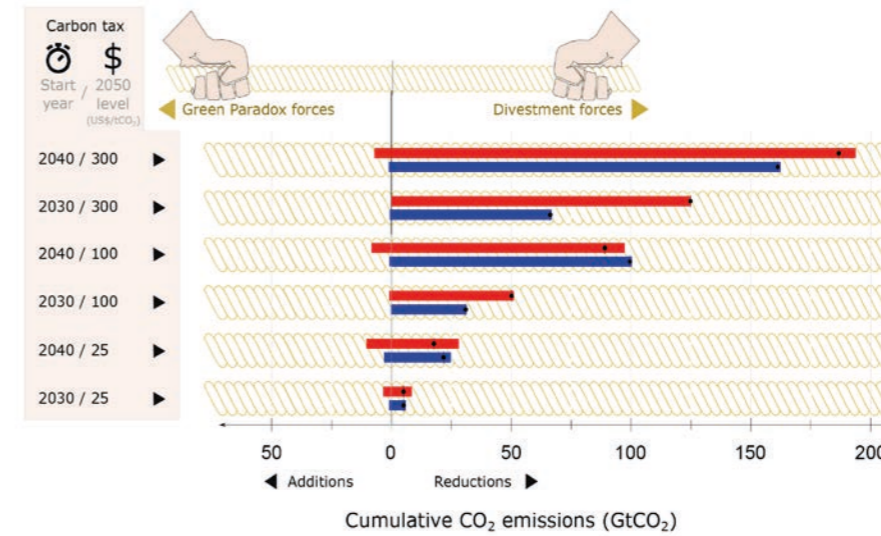 Carbon tax
$
Start year / 2050 level
(US$/tCO₂)
Green Paradox forces
Divestment forces
2040 / 300
2030 / 300
2040 / 100
2030 / 100
2040 / 25
2030 / 25
50 0 50 100 150
Additions Reductions
Cumulative CO₂ emissions (GtCO₂)